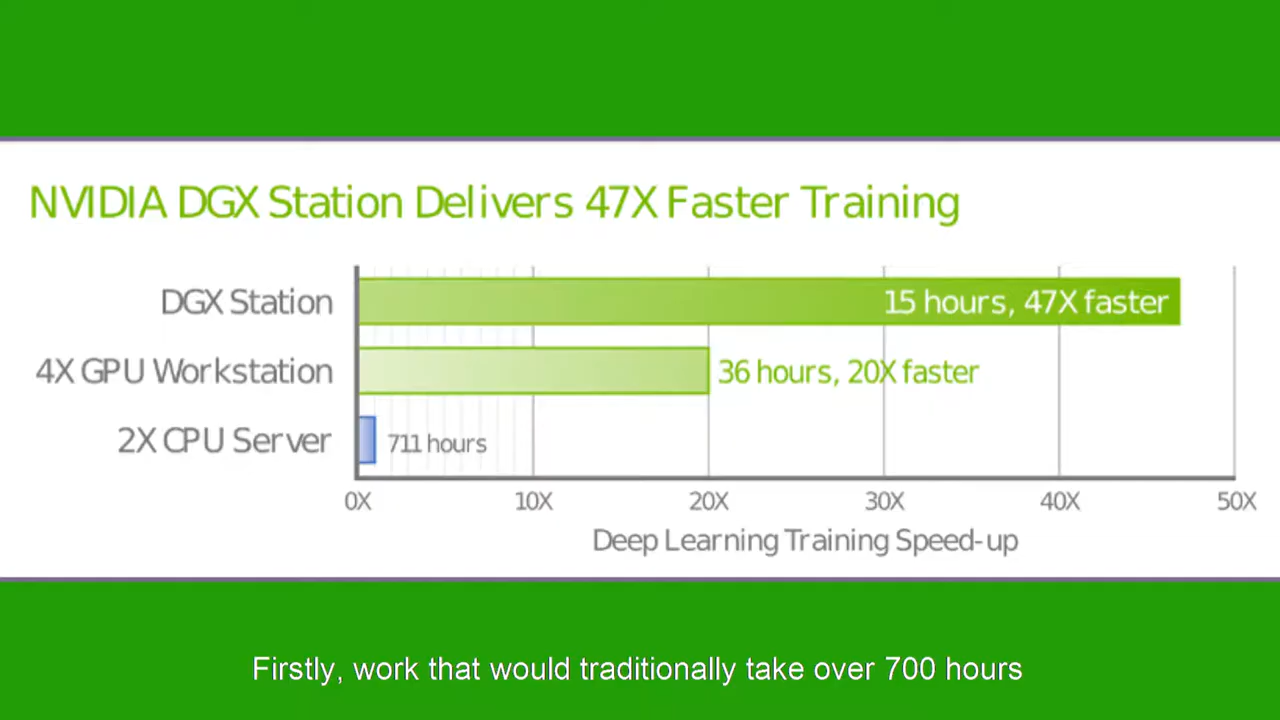 NVIDIA DGX Station Delivers 47X Faster Training
DGX Station
15 hours, 47X faster
4X GPU Workstation
36 hours, 20X faster
2X CPU Server
711 hours
0X 10X 20X 30X 40X 50X
Deep Learning Training Speed-up
Firstly, work that would traditionally take over 700 hours